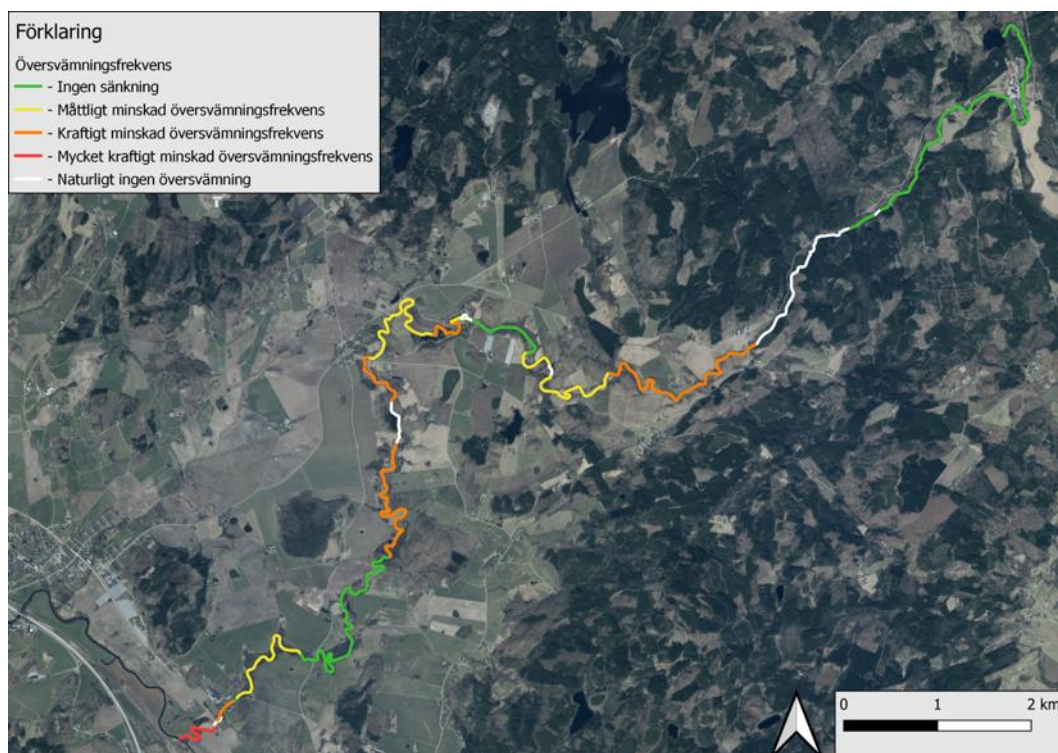 Förklaring
Översvämningsfrekvens
- Ingen sänkning
- Måttligt minskad översvämningsfrekvens
- Kraftigt minskad översvämningsfrekvens
- Mycket kraftigt minskad översvämningsfrekvens
- Naturligt ingen översvämning
0 1 2 km